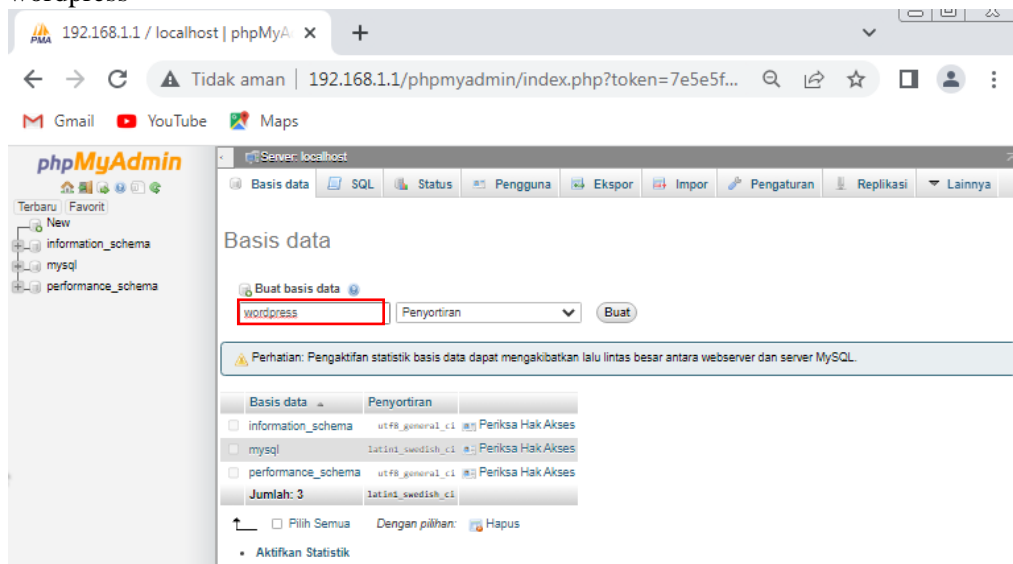 wordpress
PMA 192.168.1.1 / localhost | phpMyA
Tidak aman | 192.168.1.1/phpmyadmin/index.php?token=7e5e5f...
Gmail YouTube Maps
phpMyAdmin
Terbaru Favorit
New
information_schema
mysql
performance_schema
Server: localhost
Basis data SQL Status Pengguna Ekspor Impor Pengaturan Replikasi Lainnya
Basis data
Buat basis data
wordpress Penyortiran Buat
Perhatian: Pengaktifan statistik basis data dapat mengakibatkan lalu lintas besar antara webserver dan server MySQL.
Basis data Penyortiran
information_schema utf8_general_ci Periksa Hak Akses
mysql latin1_swedish_ci Periksa Hak Akses
performance_schema utf8_general_ci Periksa Hak Akses
Jumlah: 3 latin1_swedish_ci
Pilih Semua Dengan pilihan: Hapus
• Aktifkan Statistik